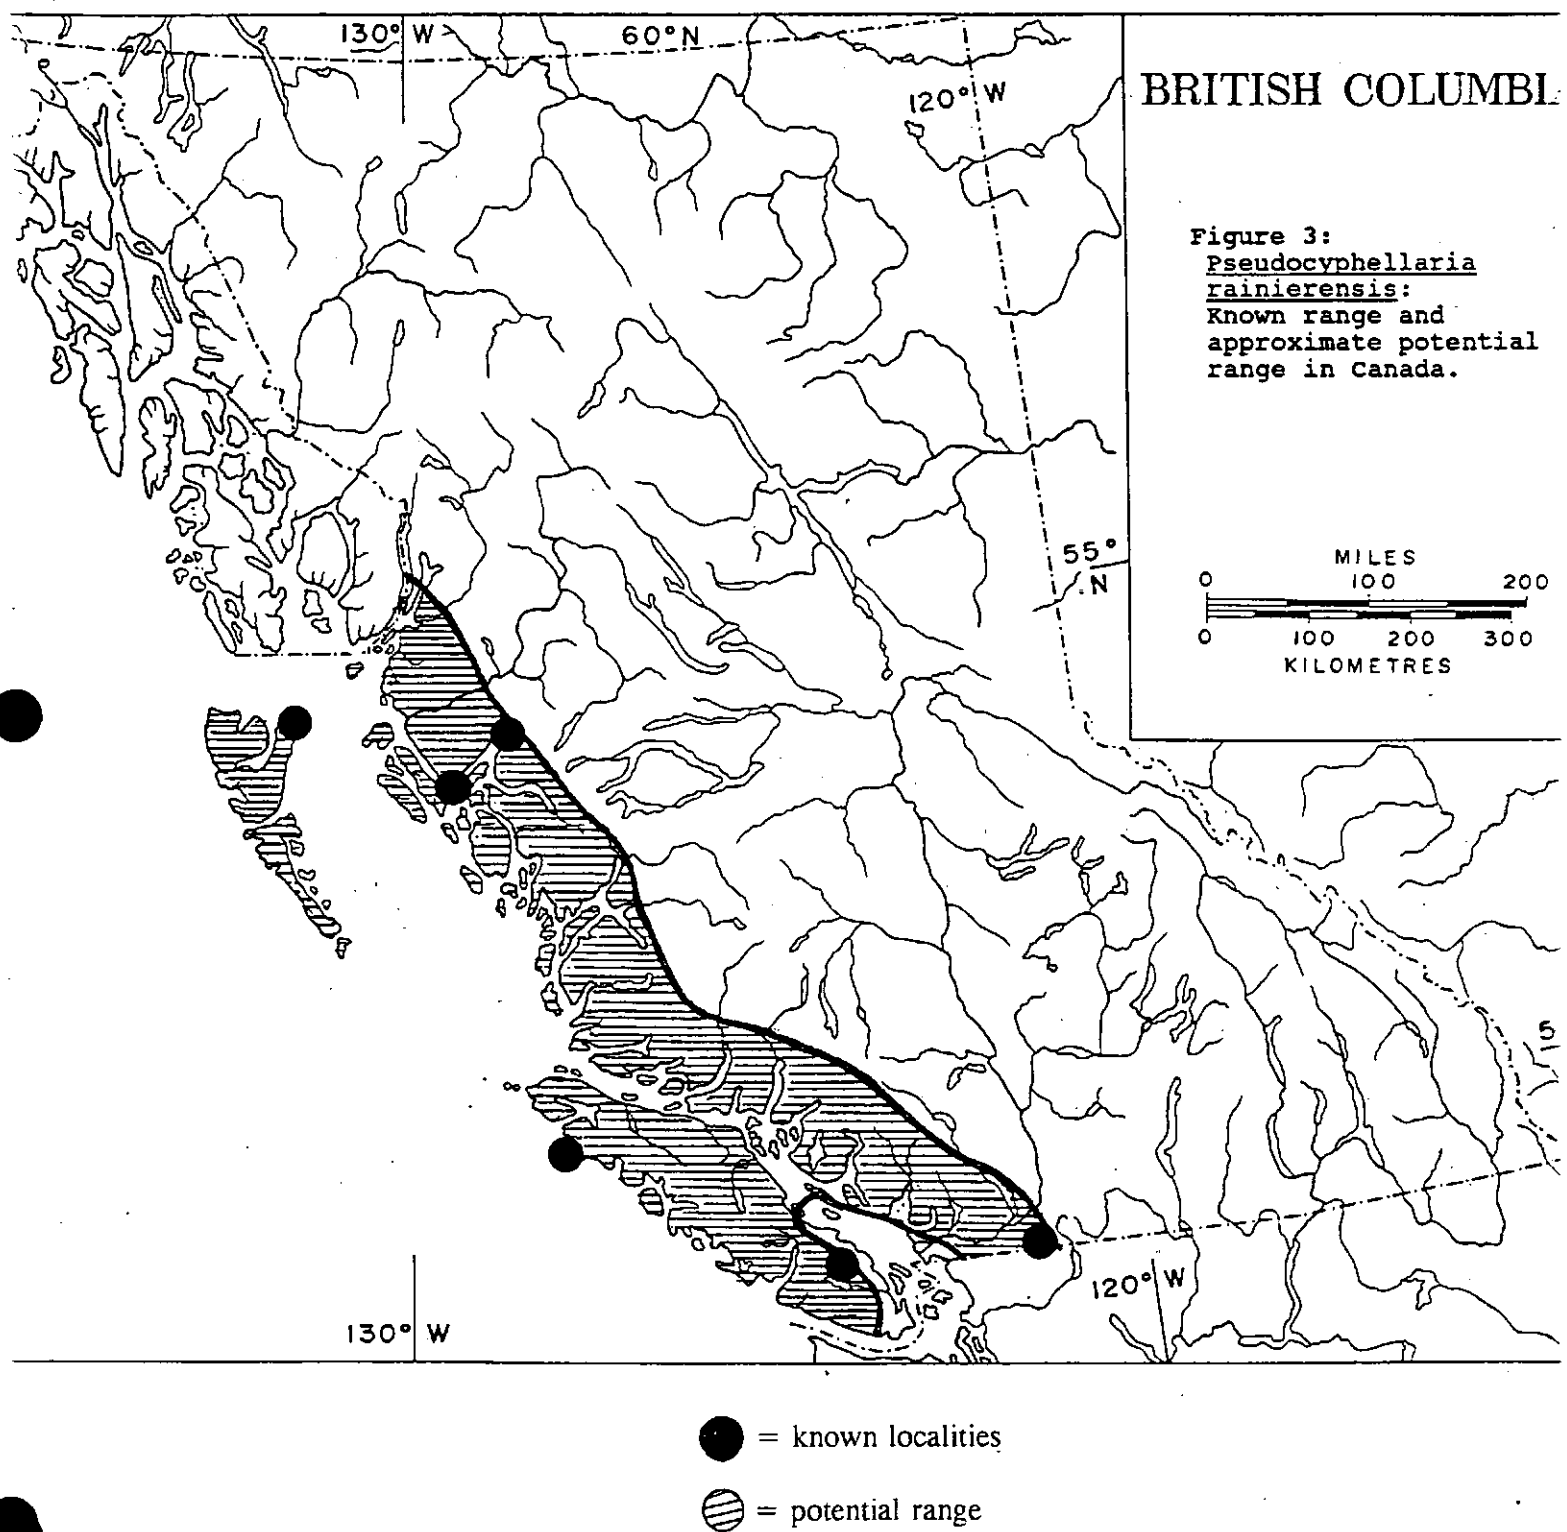 130° W
60°N
120° W
BRITISH COLUMBI
Figure 3:
Pseudocyphellaria
rainierensis:
Known range and
approximate potential
range in Canada.
55°
N
MILES
0 100 200
0 100 200 300
KILOMETRES
5
120° W
130° W
= known localities
= potential range